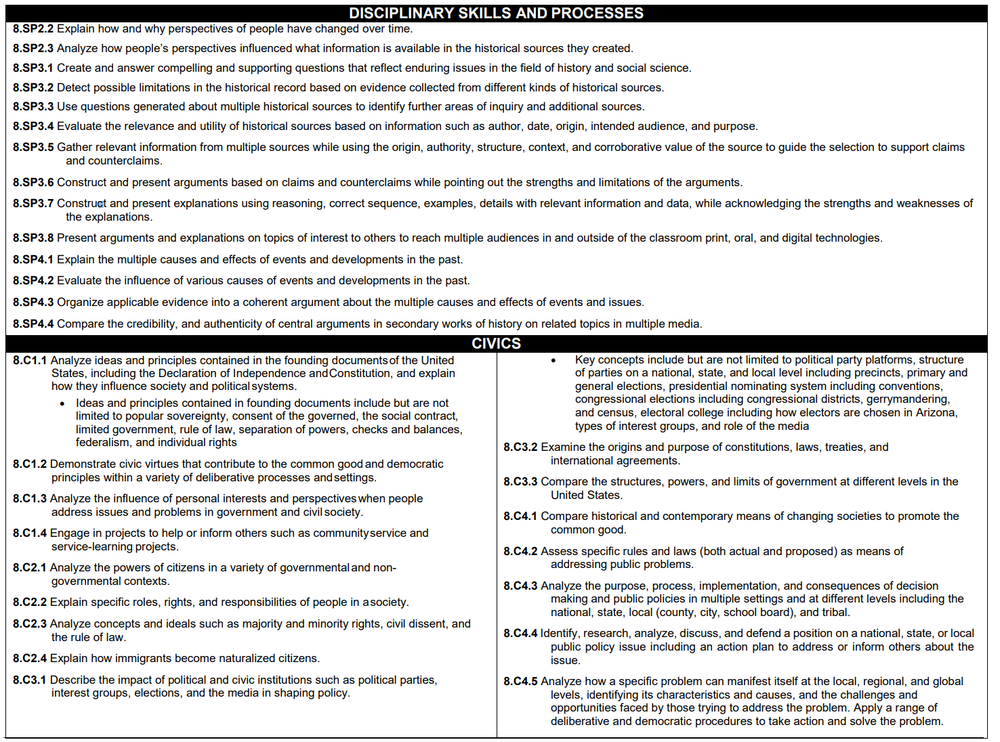 DISCIPLINARY SKILLS AND PROCESSES
8.SP2.2 Explain how and why perspectives of people have changed over time.
8.SP2.3 Analyze how people's perspectives influenced what information is available in the historical sources they created.
8.SP3.1 Create and answer compelling and supporting questions that reflect enduring issues in the field of history and social science.
8.SP3.2 Detect possible limitations in the historical record based on evidence collected from different kinds of historical sources.
8.SP3.3 Use questions generated about multiple historical sources to identify further areas of inquiry and additional sources.
8.SP3.4 Evaluate the relevance and utility of historical sources based on information such as author, date, origin, intended audience, and purpose.
8.SP3.5 Gather relevant information from multiple sources while using the origin, authority, structure, context, and corroborative value of the source to guide the selection to support claims
and counterclaims.
8.SP3.6 Construct and present arguments based on claims and counterclaims while pointing out the strengths and limitations of the arguments.
8.SP3.7 Construct and present explanations using reasoning, correct sequence, examples, details with relevant information and data, while acknowledging the strengths and weaknesses of
the explanations.
8.SP3.8 Present arguments and explanations on topics of interest to others to reach multiple audiences in and outside of the classroom print, oral, and digital technologies.
8.SP4.1 Explain the multiple causes and effects of events and developments in the past.
8.SP4.2 Evaluate the influence of various causes of events and developments in the past.
8.SP4.3 Organize applicable evidence into a coherent argument about the multiple causes and effects of events and issues.
8.SP4.4 Compare the credibility, and authenticity of central arguments in secondary works of history on related topics in multiple media.
CIVICS
8.C1.1 Analyze ideas and principles contained in the founding documents of the United
States, including the Declaration of Independence and Constitution, and explain
how they influence society and political systems.
• Ideas and principles contained in founding documents include but are not
limited to popular sovereignty, consent of the governed, the social contract,
limited government, rule of law, separation of powers, checks and balances,
federalism, and individual rights
8.C1.2 Demonstrate civic virtues that contribute to the common good and democratic
principles within a variety of deliberative processes and settings.
8.C1.3 Analyze the influence of personal interests and perspectives when people
address issues and problems in government and civil society.
8.C1.4 Engage in projects to help or inform others such as community service and
service-learning projects.
8.C2.1 Analyze the powers of citizens in a variety of governmental and non-
governmental contexts.
8.C2.2 Explain specific roles, rights, and responsibilities of people in a society.
8.C2.3 Analyze concepts and ideals such as majority and minority rights, civil dissent, and
the rule of law.
8.C2.4 Explain how immigrants become naturalized citizens.
8.C3.1 Describe the impact of political and civic institutions such as political parties,
interest groups, elections, and the media in shaping policy.
• Key concepts include but are not limited to political party platforms, structure
of parties on a national, state, and local level including precincts, primary and
general elections, presidential nominating system including conventions,
congressional elections including congressional districts, gerrymandering,
and census, electoral college including how electors are chosen in Arizona,
types of interest groups, and role of the media
8.C3.2 Examine the origins and purpose of constitutions, laws, treaties, and
international agreements.
8.C3.3 Compare the structures, powers, and limits of government at different levels in the
United States.
8.C4.1 Compare historical and contemporary means of changing societies to promote the
common good.
8.C4.2 Assess specific rules and laws (both actual and proposed) as means of
addressing public problems.
8.C4.3 Analyze the purpose, process, implementation, and consequences of decision
making and public policies in multiple settings and at different levels including the
national, state, local (county, city, school board), and tribal.
8.C4.4 Identify, research, analyze, discuss, and defend a position on a national, state, or local
public policy issue including an action plan to address or inform others about the
issue.
8.C4.5 Analyze how a specific problem can manifest itself at the local, regional, and global
levels, identifying its characteristics and causes, and the challenges and
opportunities faced by those trying to address the problem. Apply a range of
deliberative and democratic procedures to take action and solve the problem.